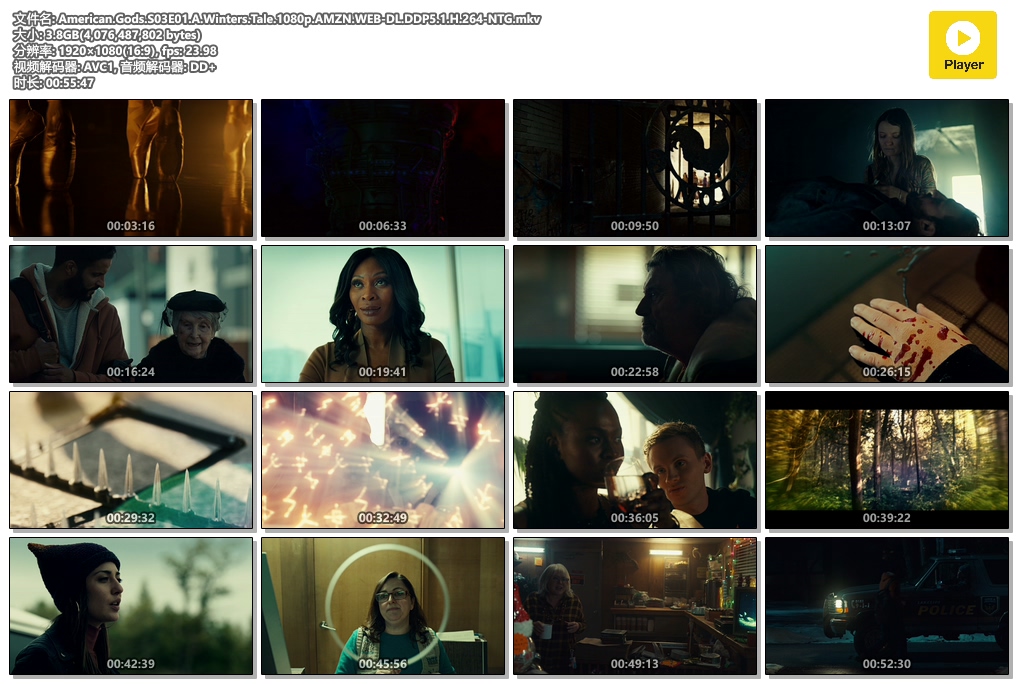 文件名: American.Gods.S03E01.A.Winters.Tale.1080p.AMZN.WEB-DL.DDP5.1.H.264-NTG.mkv
大小: 3.8GB(4,076,487,802 bytes)
分辨率: 1920×1080(16:9), fps: 23.98
视频解码器: AVC1, 音频解码器: DD+
时长: 00:55:47
Player
00:03:16
00:06:33
00:09:50
00:13:07
00:16:24
00:19:41
00:22:58
00:26:15
00:29:32
00:32:49
00:36:05
00:39:22
00:42:39
00:45:56
00:49:13
00:52:30
POLICE